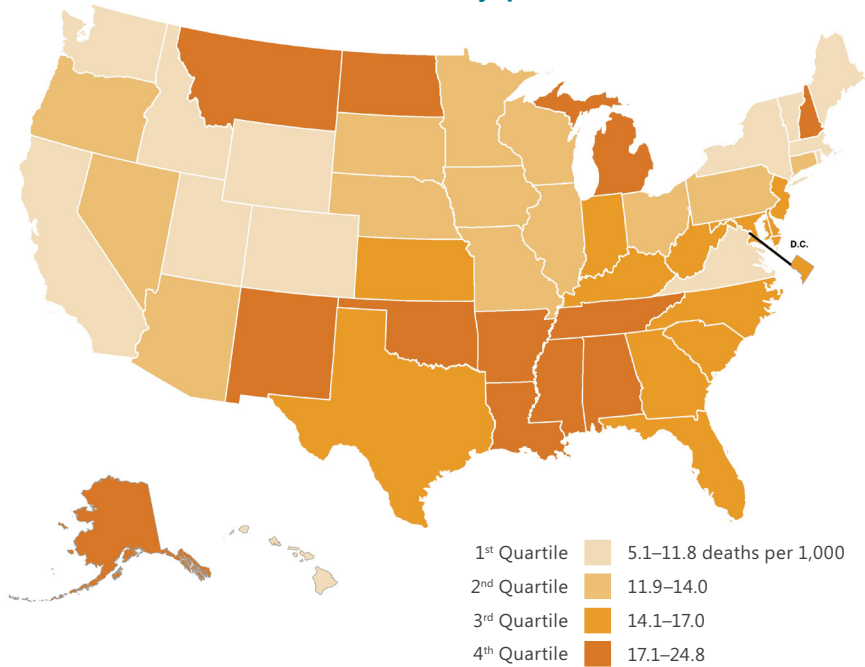 D.C.
1st Quartile 5.1–11.8 deaths per 1,000
2nd Quartile 11.9–14.0
3rd Quartile 14.1–17.0
4th Quartile 17.1–24.8